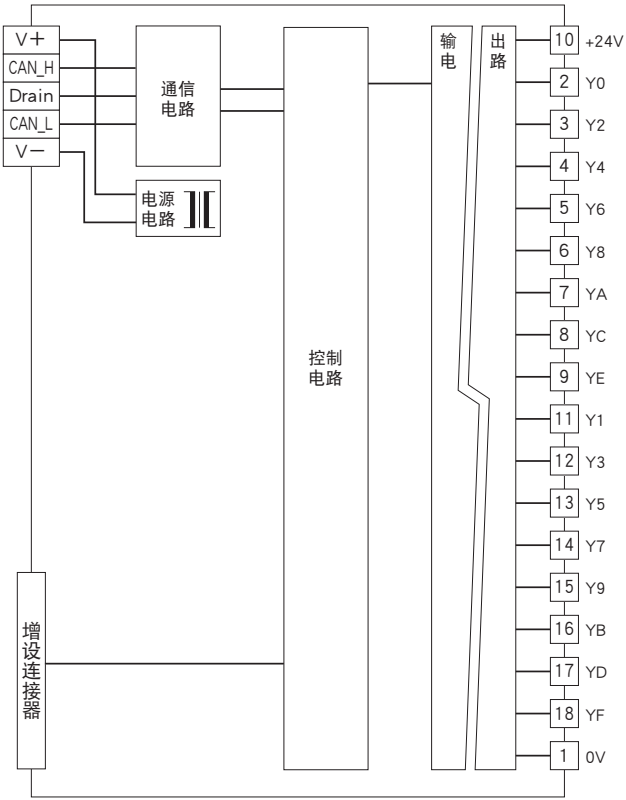 V+
CAN_H
Drain
CAN_L
V−
通信
电路
电源
电路
增设连接器
控制
电路
输 出
电 路
10 +24V
2 Y0
3 Y2
4 Y4
5 Y6
6 Y8
7 YA
8 YC
9 YE
11 Y1
12 Y3
13 Y5
14 Y7
15 Y9
16 YB
17 YD
18 YF
1 0V